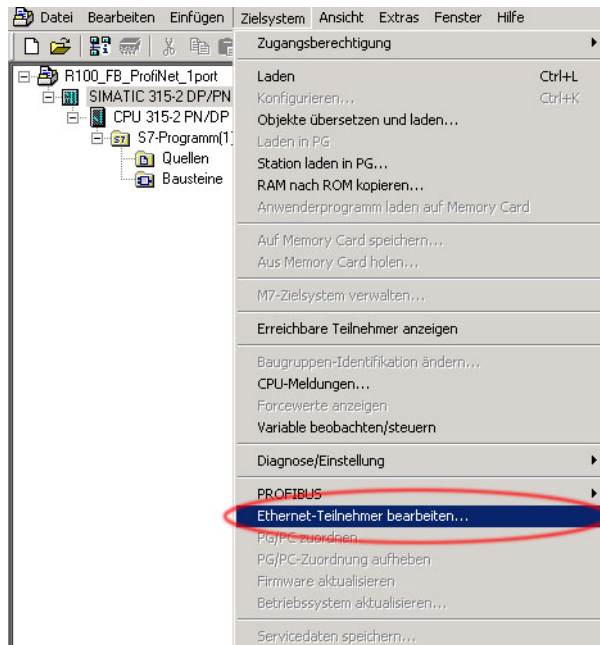 Datei Bearbeiten Einfügen Zielsystem Ansicht Extras Fenster Hilfe
R100_FB_ProfiNet_1port
SIMATIC 315-2 DP/PN
CPU 315-2 PN/DP
S7-Programm(1
Quellen
Bausteine
Zugangsberechtigung
Laden Ctrl+L
Konfigurieren... Ctrl+K
Objekte übersetzen und laden...
Laden in PG
Station laden in PG...
RAM nach ROM kopieren...
Anwenderprogramm laden auf Memory Card
Auf Memory Card speichern...
Aus Memory Card holen...
M7-Zielsystem verwalten...
Erreichbare Teilnehmer anzeigen
Baugruppen-Identifikation ändern...
CPU-Meldungen...
Forcewerte anzeigen
Variable beobachten/steuern
Diagnose/Einstellung
PROFIBUS
Ethernet-Teilnehmer bearbeiten...
PG/PC zuordnen
PG/PC-Zuordnung aufheben
Firmware aktualisieren
Betriebssystem aktualisieren...
Servicedaten speichern...